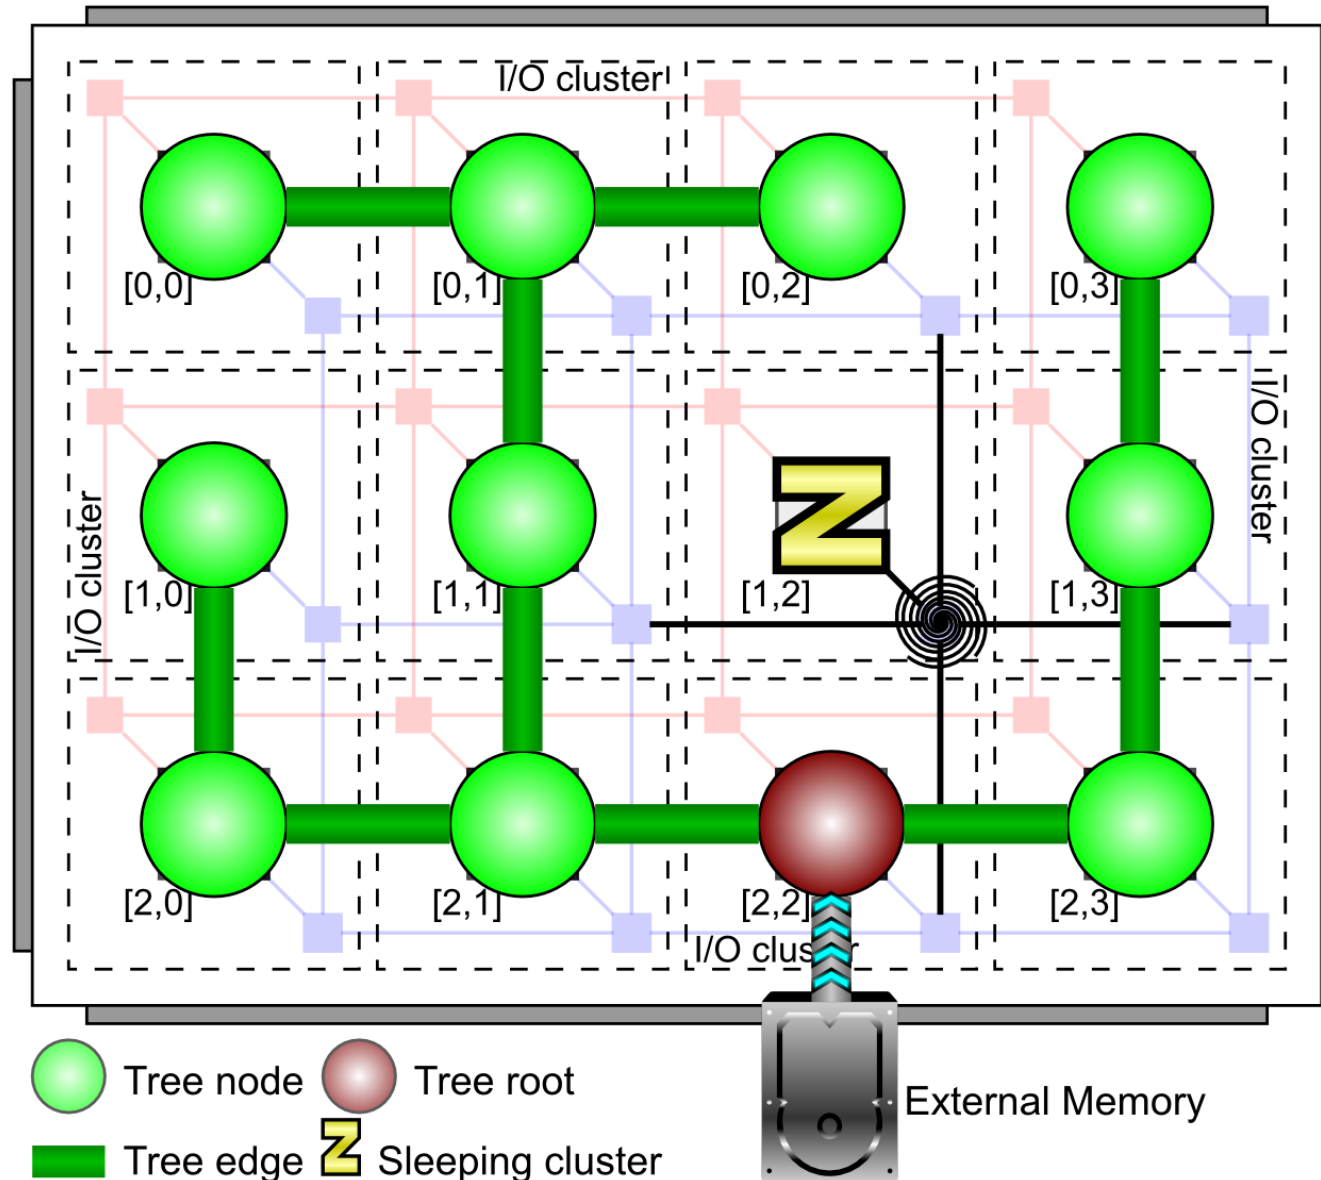 I/O cluster
[0,0]
[0,1]
[0,2]
[0,3]
I/O cluster
I/O cluster
[1,0]
[1,1]
[1,2]
[1,3]
[2,0]
[2,1]
[2,2]
[2,3]
I/O cluster
Tree node
Tree root
External Memory
Tree edge
Sleeping cluster